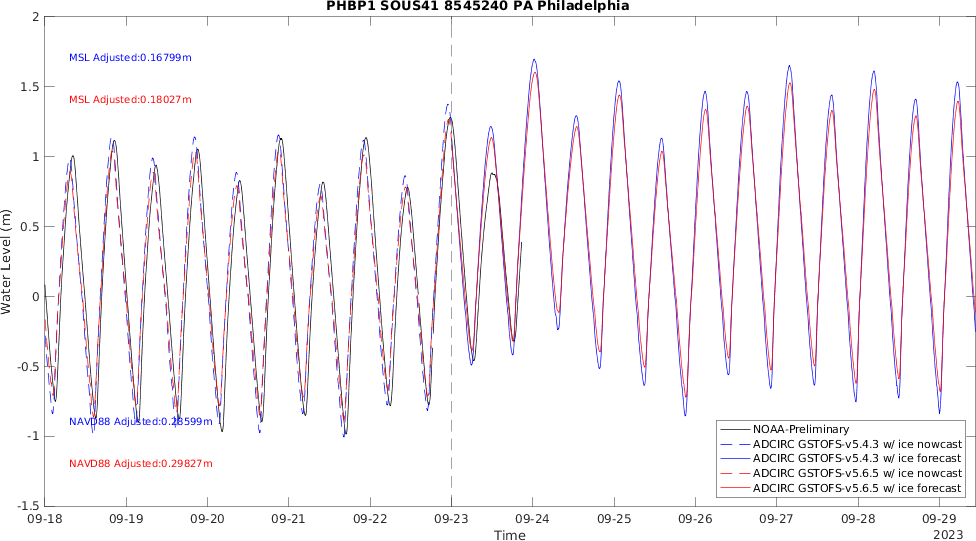 PHBP1 SOUS41 8545240 PA Philadelphia
2
1.5
1
0.5
0
-0.5
-1
-1.5
Water Level (m)
MSL Adjusted:0.16799m
MSL Adjusted:0.18027m
NAVD88 Adjusted:0.28599m
NAVD88 Adjusted:0.29827m
NOAA-Preliminary
ADCIRC GSTOFS-v5.4.3 w/ ice nowcast
ADCIRC GSTOFS-v5.4.3 w/ ice forecast
ADCIRC GSTOFS-v5.6.5 w/ ice nowcast
ADCIRC GSTOFS-v5.6.5 w/ ice forecast
09-18 09-19 09-20 09-21 09-22 09-23 09-24 09-25 09-26 09-27 09-28 09-29
Time
2023